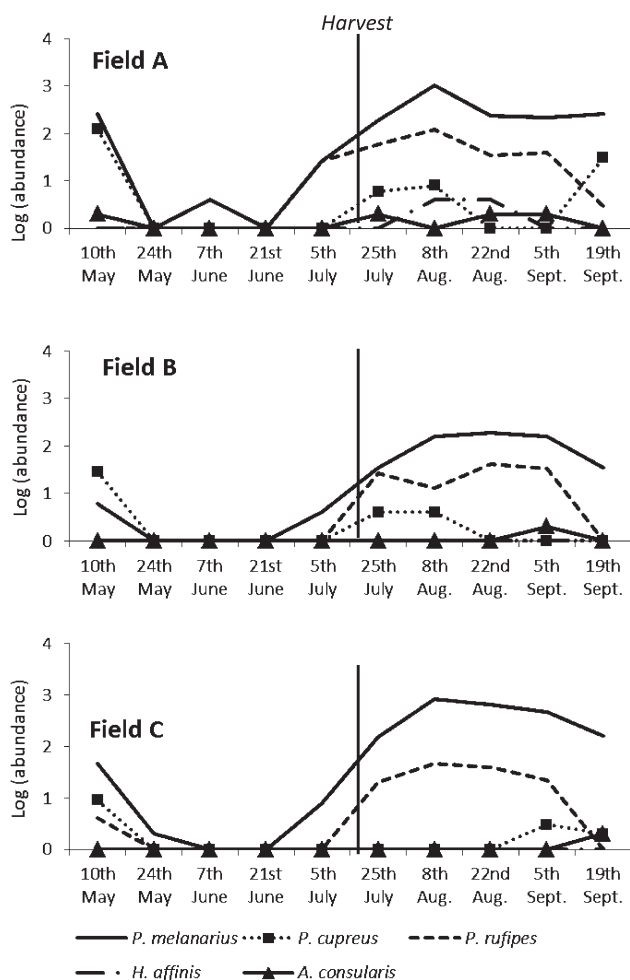 Harvest
Field A
Log (abundance)
4
3
2
1
0
10th 24th 7th 21st 5th 25th 8th 22nd 5th 19th
May May June June July July Aug. Aug. Sept. Sept.
Field B
Log (abundance)
4
3
2
1
0
10th 24th 7th 21st 5th 25th 8th 22nd 5th 19th
May May June June July July Aug. Aug. Sept. Sept.
Field C
Log (abundance)
4
3
2
1
0
10th 24th 7th 21st 5th 25th 8th 22nd 5th 19th
May May June June July July Aug. Aug. Sept. Sept.
P. melanarius P. cupreus P. rufipes
H. affinis A. consularis